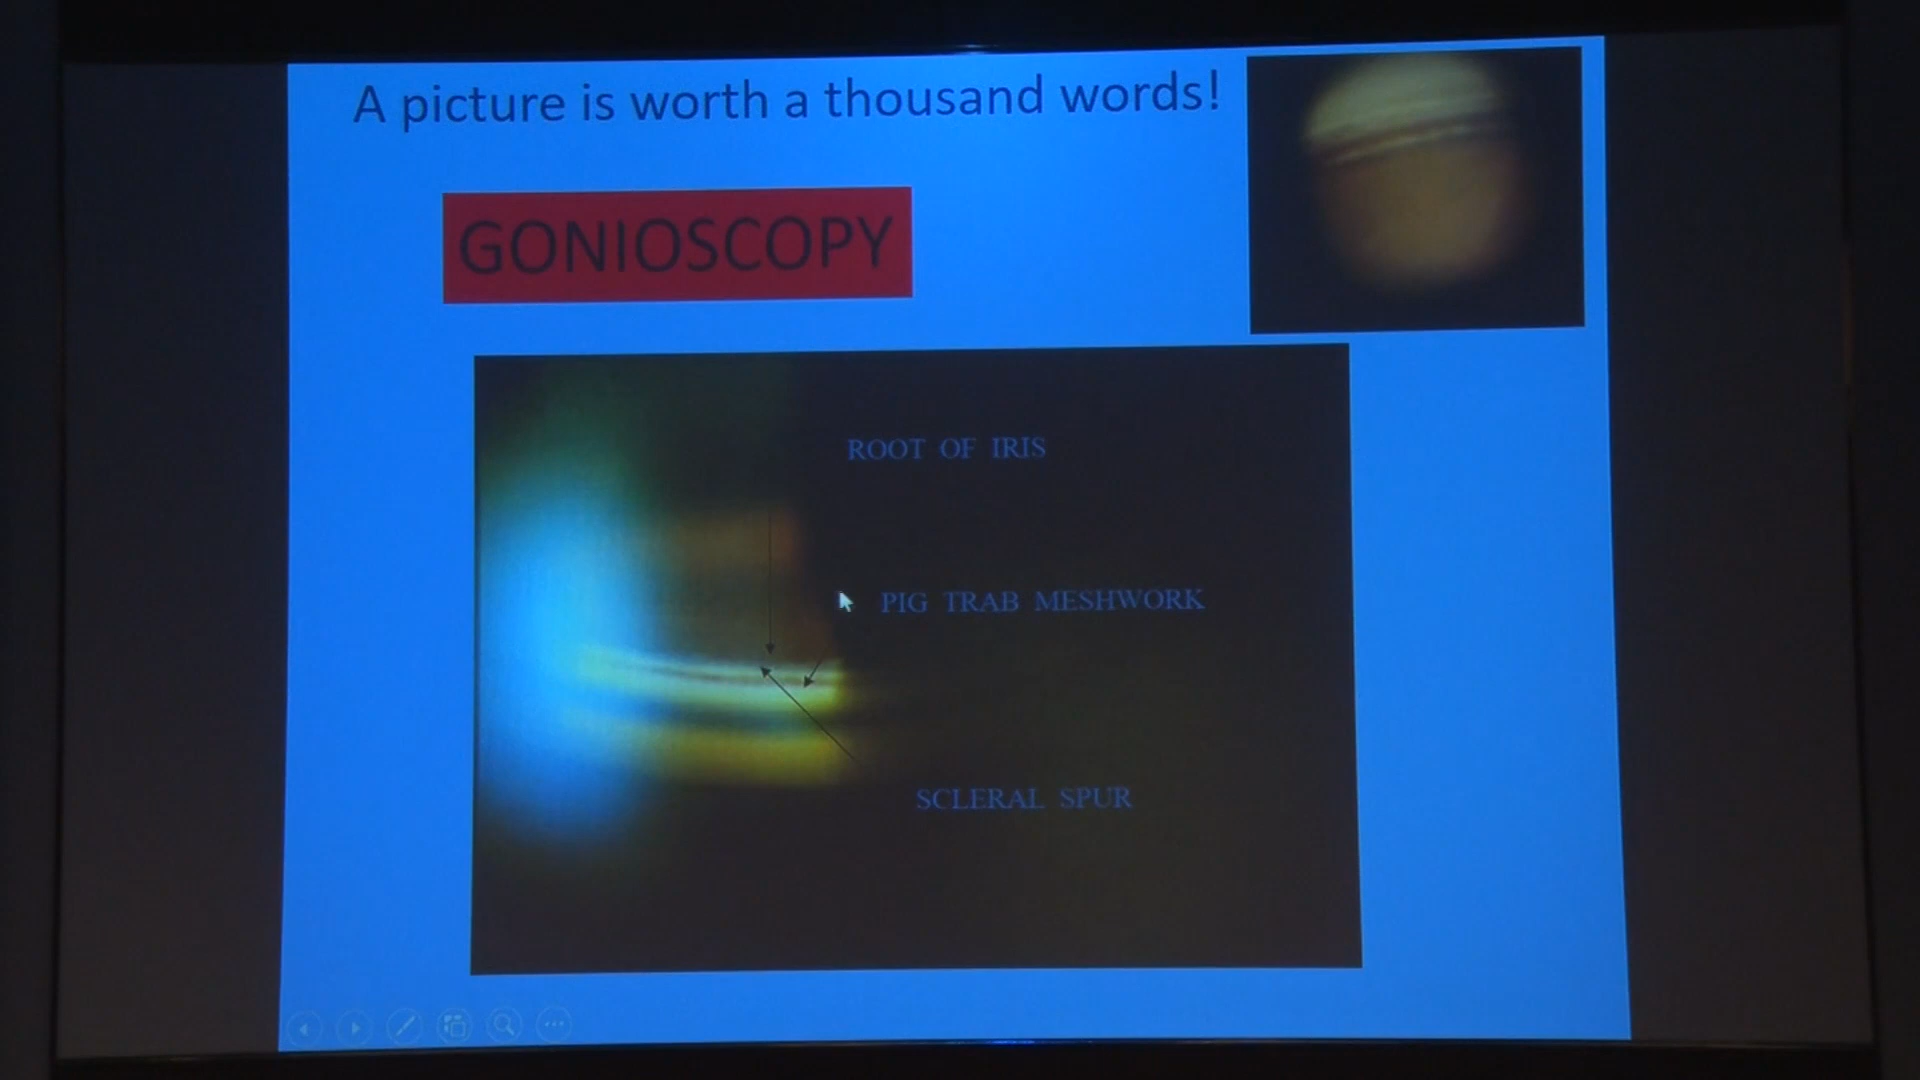 A picture is worth a thousand words!
GONIOSCOPY
ROOT OF IRIS
PIG TRAB MESHWORK
SCLERAL SPUR